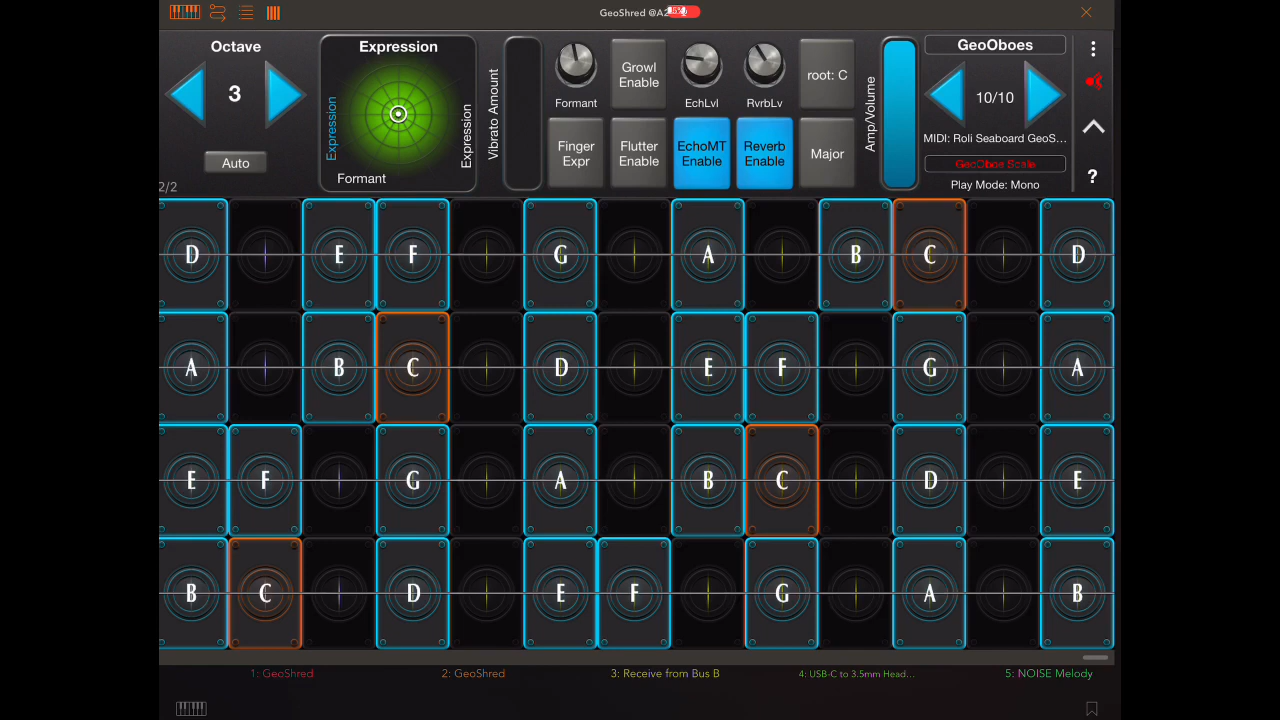 GeoShred @A2
Octave
3
Auto
2/2
Expression
Expression
Expression
Formant
Vibrato Amount
Formant
Growl Enable
EchLvl
RvrbLv
root: C
Finger Expr
Flutter Enable
EchoMT Enable
Reverb Enable
Major
Amp/Volume
GeoOboes
10/10
MIDI: Roli Seaboard GeoS...
GeoOboe Scale
Play Mode: Mono
?
D E F G A B C D
A B C D E F G A
E F G A B C D E
B C D E F G A B
1: GeoShred
2: GeoShred
3: Receive from Bus B
4: USB-C to 3.5mm Head...
5: NOISE Melody